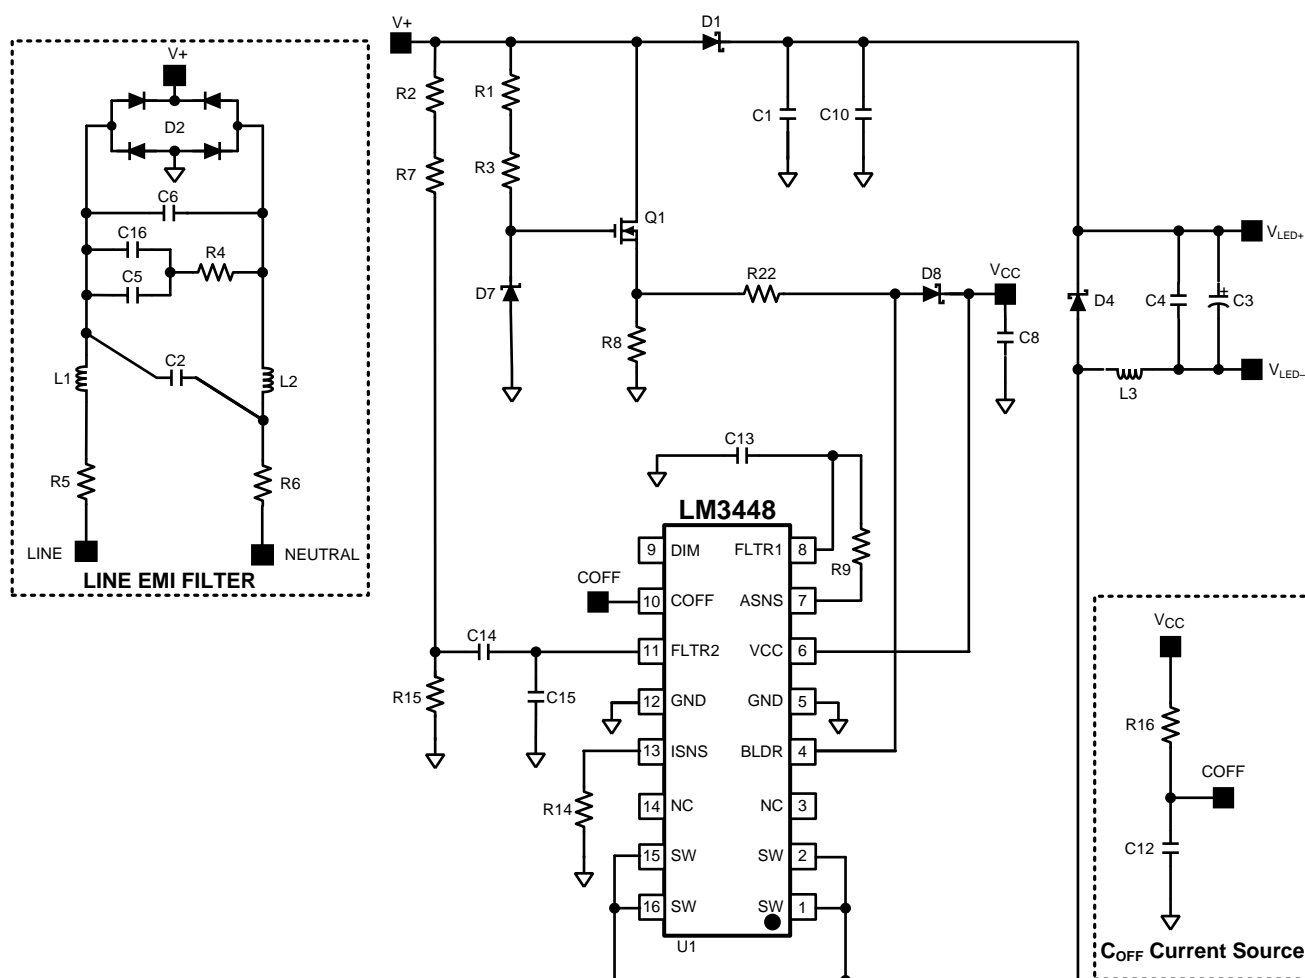 V+
D2
C6
C16
R4
C5
C2
L1
L2
R5
R6
LINE
NEUTRAL
LINE EMI FILTER
V+
D1
R2
R1
C1
C10
R7
R3
Q1
D7
R22
D8
VCC
R8
C8
D4
C4
+
C3
VLED+
VLED–
L3
C13
LM3448
R9
COFF
9 DIM
FLTR1 8
10 COFF
ASNS 7
11 FLTR2
VCC 6
12 GND
GND 5
13 ISNS
BLDR 4
14 NC
NC 3
15 SW
SW 2
16 SW
SW 1
U1
C14
R15
C15
R14
VCC
R16
COFF
C12
COFF Current Source